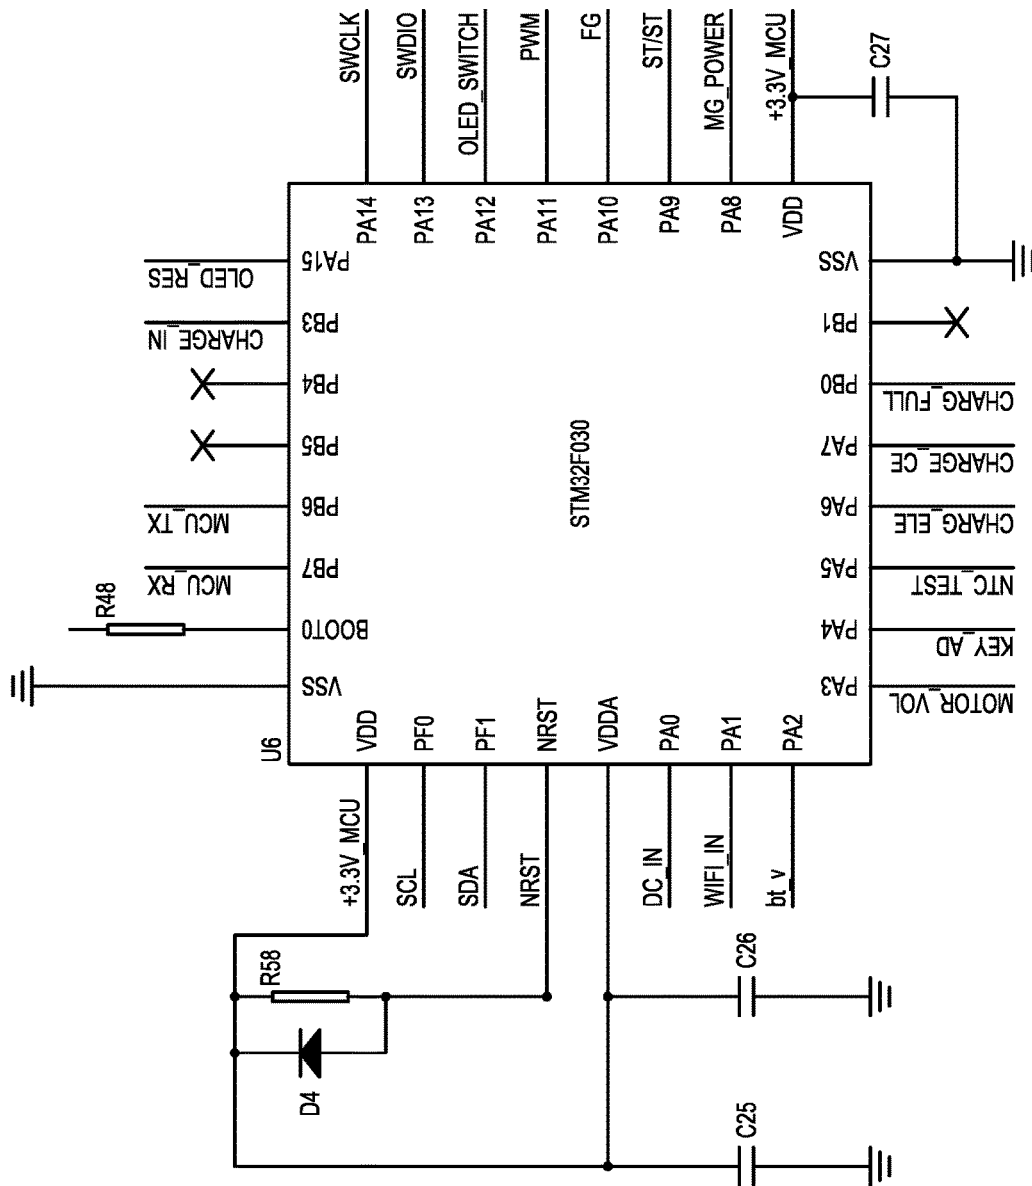 SWCLK
SWDIO
OLED_SWITCH
PWM
FG
ST/ST
MG_POWER
+3.3V_MCU
C27
PA14
PA13
PA12
PA11
PA10
PA9
PA8
VDD
OLED_RES
PA15
CHARGE_IN
PB3
PB4
PB5
MCU_TX
PB6
MCU_RX
PB7
R48
BOOT0
VSS
VSS
PB1
PB0
CHARG_FULL
PA7
CHARGE_CE
PA6
CHARG_ELE
PA5
NTC_TEST
PA4
KEY_AD
PA3
MOTOR_VOL
STM32F030
U6
VDD
PF0
PF1
NRST
VDDA
PA0
PA1
PA2
+3.3V_MCU
SCL
SDA
NRST
DC_IN
WIFI_IN
bt_v
R58
D4
C26
C25